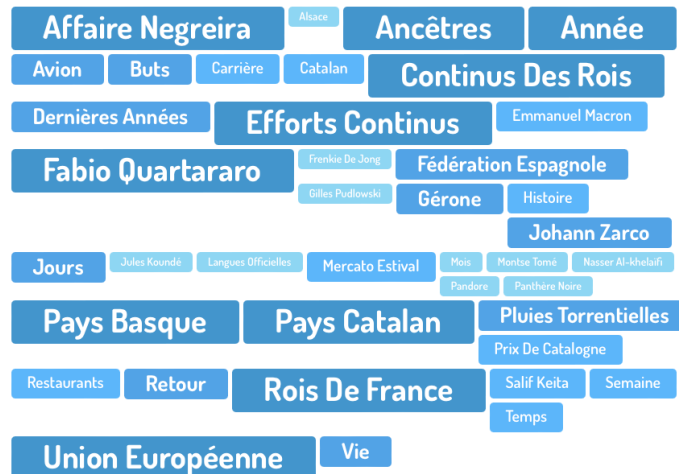 Affaire Negreira Alsace Ancêtres Année
Avion Buts Carrière Catalan Continus Des Rois
Dernières Années Efforts Continus Emmanuel Macron
Fabio Quartararo Frenkie De Jong Fédération Espagnole
Gilles Pudlowski Gérone Histoire
Johann Zarco
Jours Jules Koundé Langues Officielles Mercato Estival Mois Montse Tomé Nasser Al-khelaifi
Pandore Panthère Noire
Pays Basque Pays Catalan Pluies Torrentielles
Prix De Catalogne
Restaurants Retour Rois De France Salif Keita Semaine
Temps
Union Européenne Vie